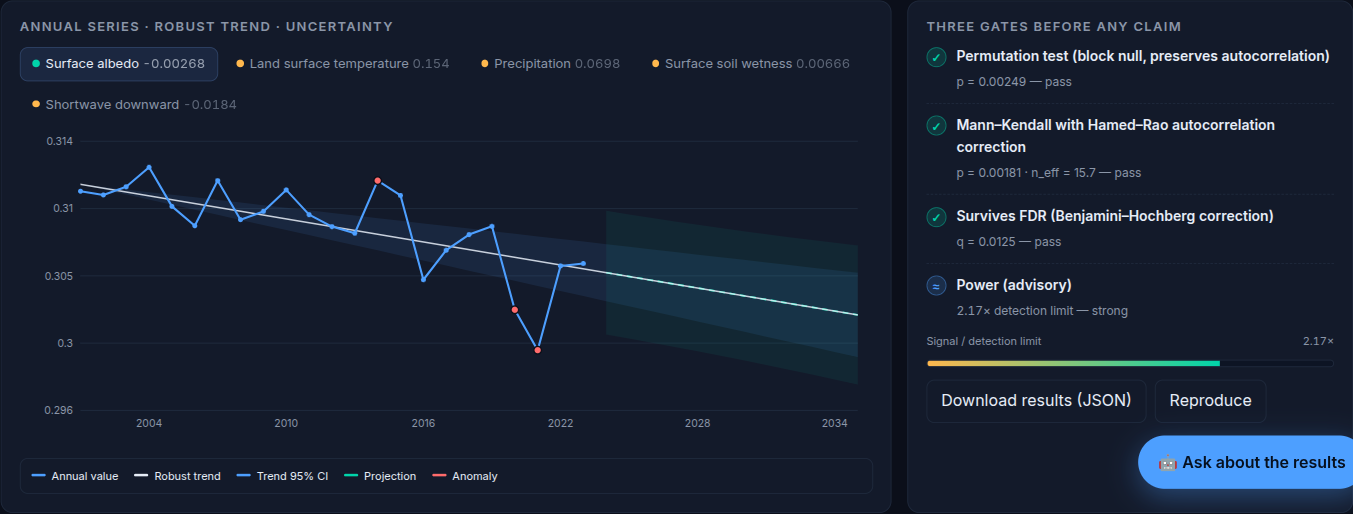 ANNUAL SERIES · ROBUST TREND · UNCERTAINTY
Surface albedo -0.00268
Land surface temperature 0.154
Precipitation 0.0698
Surface soil wetness 0.00666
Shortwave downward -0.0184
0.314
0.31
0.305
0.3
0.296
2004
2010
2016
2022
2028
2034
Annual value
Robust trend
Trend 95% CI
Projection
Anomaly
THREE GATES BEFORE ANY CLAIM
✓
Permutation test (block null, preserves autocorrelation)
p = 0.00249 — pass
✓
Mann–Kendall with Hamed–Rao autocorrelation
correction
p = 0.00181 · n_eff = 15.7 — pass
✓
Survives FDR (Benjamini–Hochberg correction)
q = 0.0125 — pass
≈
Power (advisory)
2.17× detection limit — strong
Signal / detection limit
2.17×
Download results (JSON)
Reproduce
🤖 Ask about the results